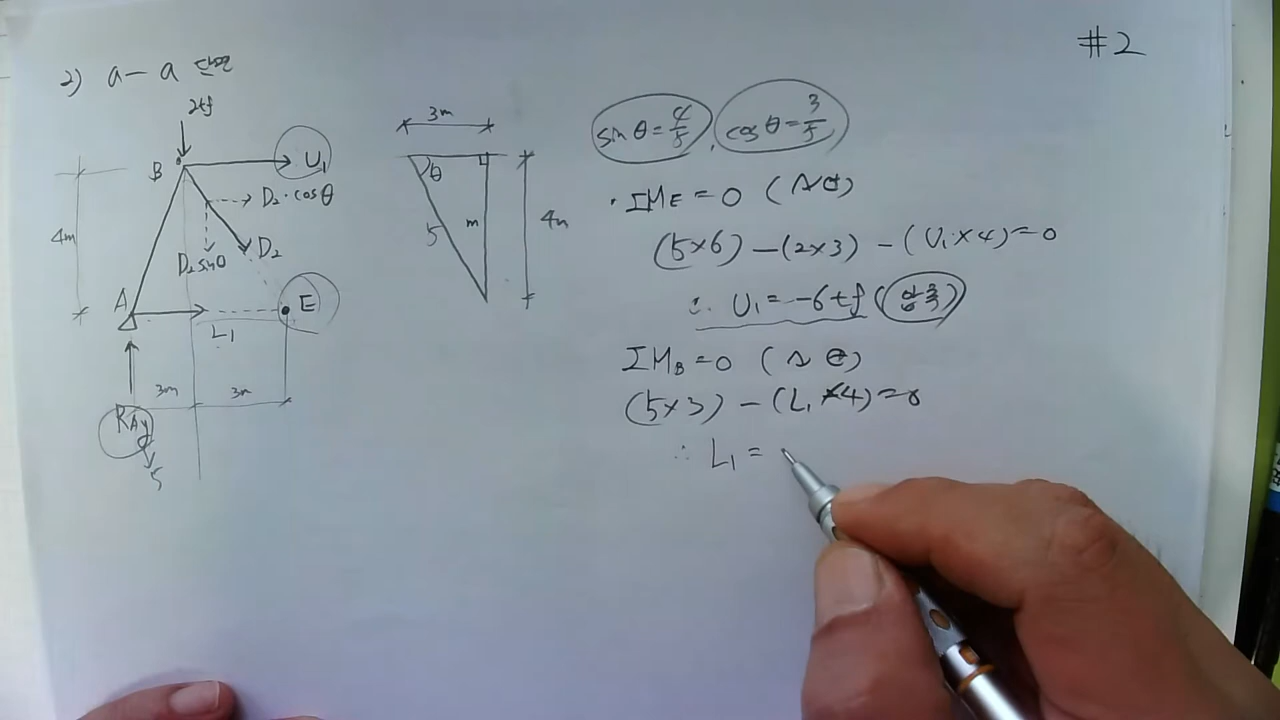 #2
2) a-a 단면
2tf
B
U₁
D₂·cosθ
D₂
D₂sinθ
4m
A
E
L₁
3m
3m
RAy
5
3m
θ
5
m
4m
sinθ=4/5, cosθ=3/5
·ΣME=0 (↷⊕)
(5×6)-(2×3)-(U₁×4)=0
∴ U₁=-6tf(압축)
ΣMB=0 (↷⊕)
(5×3)-(L₁×4)=0
∴ L₁=